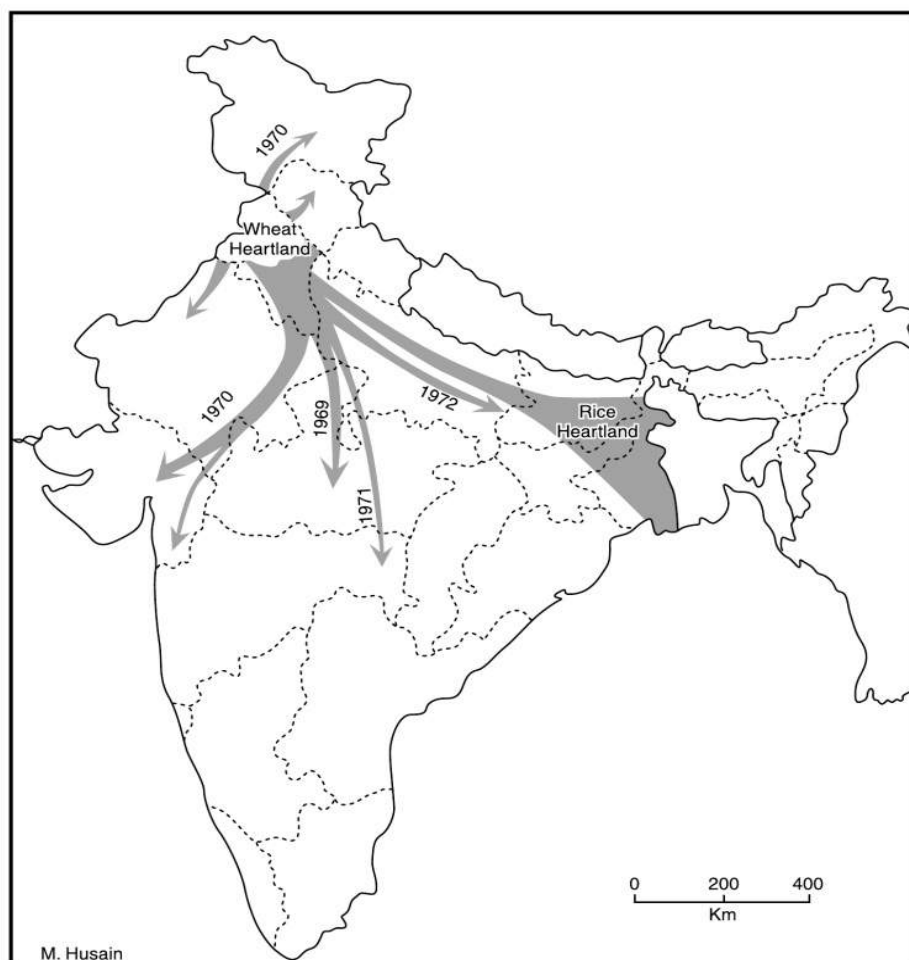 1970
Wheat
Heartland
1970
1969
1972
1971
Rice
Heartland
0 200 400
Km
M. Husain